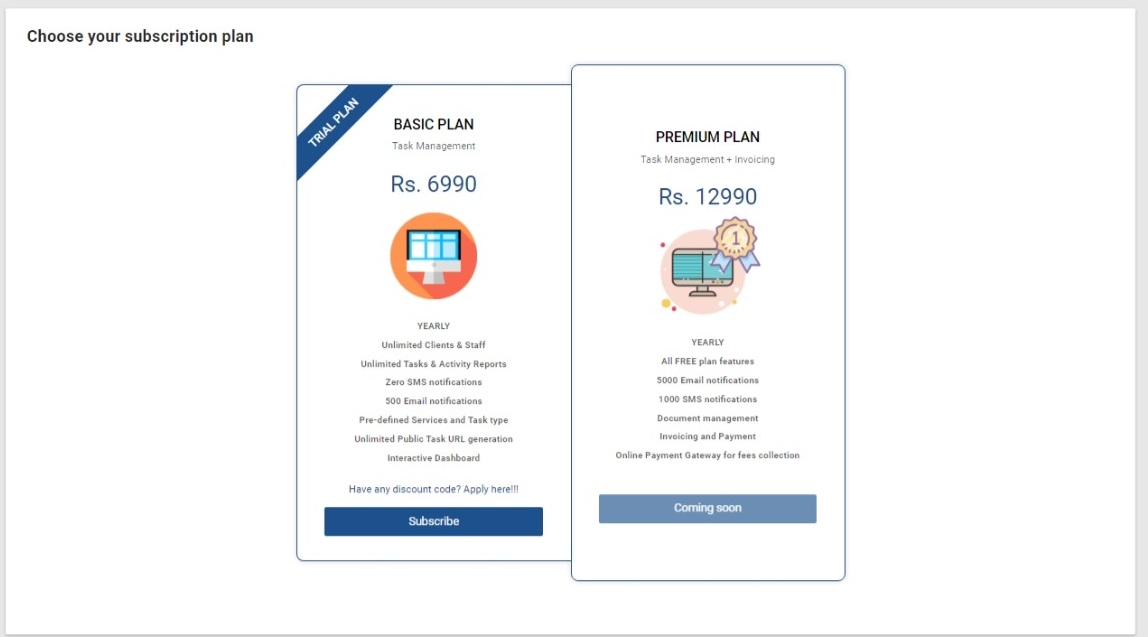 Choose your subscription plan
TRIAL PLAN
BASIC PLAN
Task Management
Rs. 6990
YEARLY
Unlimited Clients & Staff
Unlimited Tasks & Activity Reports
Zero SMS notifications
500 Email notifications
Pre-defined Services and Task type
Unlimited Public Task URL generation
Interactive Dashboard
Have any discount code? Apply here!!!
Subscribe
PREMIUM PLAN
Task Management + Invoicing
Rs. 12990
1
YEARLY
All FREE plan features
5000 Email notifications
1000 SMS notifications
Document management
Invoicing and Payment
Online Payment Gateway for fees collection
Coming soon